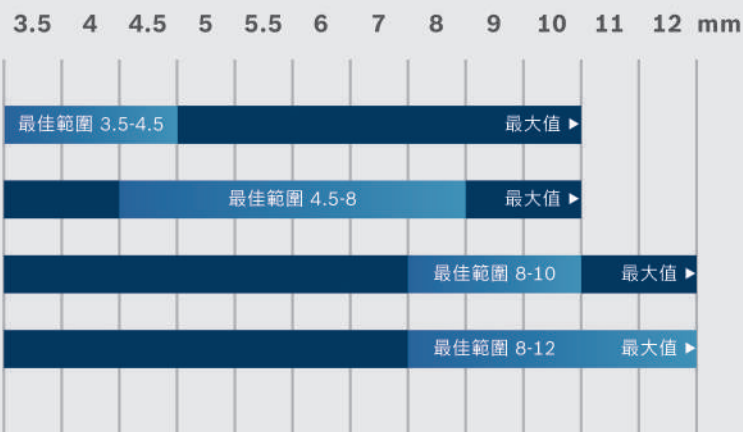 3.5 4 4.5 5 5.5 6 7 8 9 10 11 12 mm
最佳範圍 3.5-4.5 最大值 ▶
最佳範圍 4.5-8 最大值 ▶
最佳範圍 8-10 最大值 ▶
最佳範圍 8-12 最大值 ▶